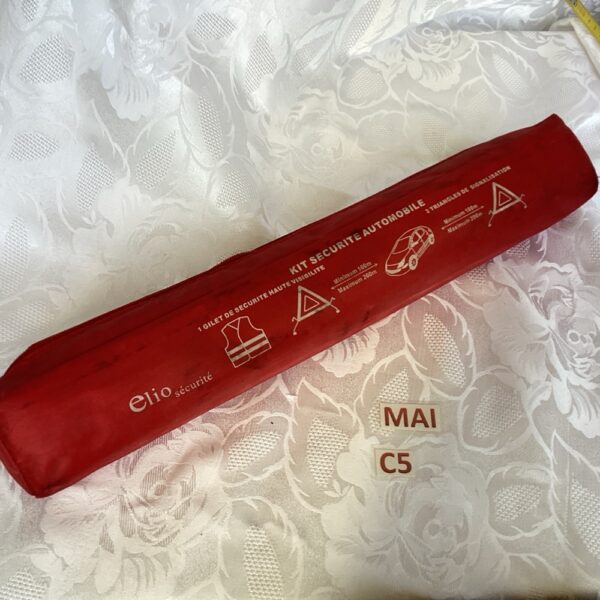 KIT SECURITE AUTOMOBILE
2 TRIANGLES DE SIGNALISATION
1 GILET DE SECURITE HAUTE VISIBILITE
Minimum 100m
Maximum 200m
Minimum 100m
Maximum 200m
elio sécurité
MAI
C5